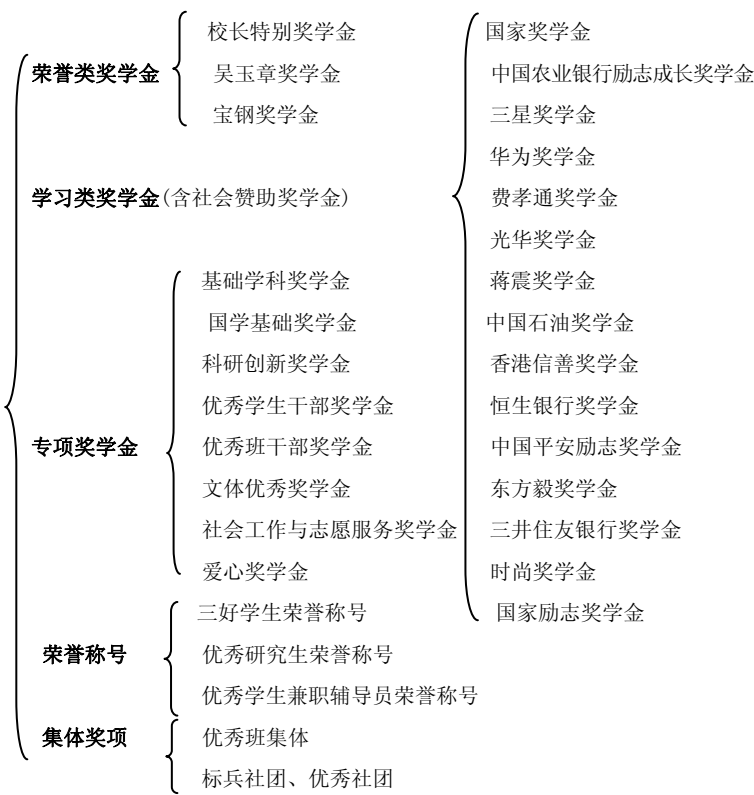 荣誉类奖学金
校长特别奖学金
吴玉章奖学金
宝钢奖学金
学习类奖学金(含社会赞助奖学金)
国家奖学金
中国农业银行励志成长奖学金
三星奖学金
华为奖学金
费孝通奖学金
光华奖学金
蒋震奖学金
中国石油奖学金
香港信善奖学金
恒生银行奖学金
中国平安励志奖学金
东方毅奖学金
三井住友银行奖学金
时尚奖学金
国家励志奖学金
专项奖学金
基础学科奖学金
国学基础奖学金
科研创新奖学金
优秀学生干部奖学金
优秀班干部奖学金
文体优秀奖学金
社会工作与志愿服务奖学金
爱心奖学金
荣誉称号
三好学生荣誉称号
优秀研究生荣誉称号
优秀学生兼职辅导员荣誉称号
集体奖项
优秀班集体
标兵社团、优秀社团